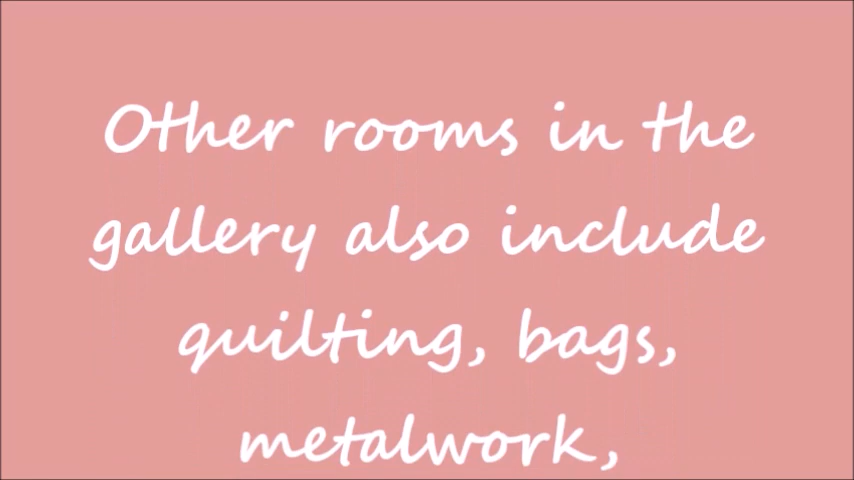 Other rooms in the
gallery also include
quilting, bags,
metalwork,